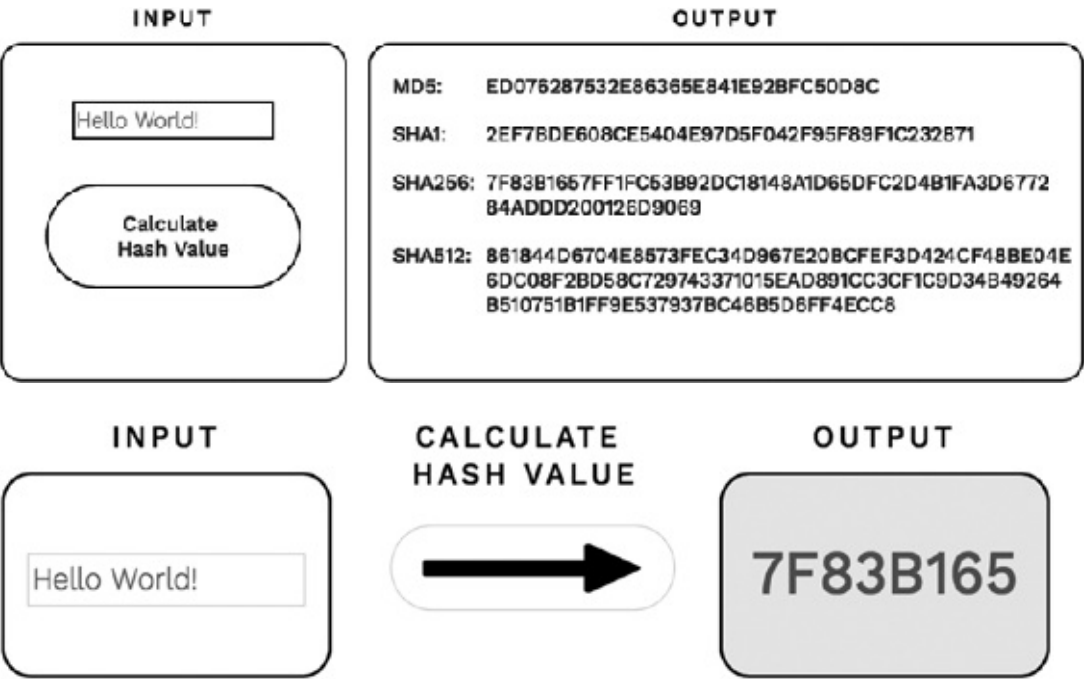 INPUT
Hello World!
Calculate
Hash Value
OUTPUT
MD5: ED076287532E86365E841E92BFC50D8C
SHA1: 2EF7BDE608CE5404E97D5F042F95F89F1C232871
SHA256: 7F83B1657FF1FC53B92DC18148A1D65DFC2D4B1FA3D6772
84ADDD200126D9069
SHA512: 861844D6704E8573FEC34D967E20BCFEF3D424CF48BE04E
6DC08F2BD58C729743371015EAD891CC3CF1C9D34B49264
B510751B1FF9E537937BC46B5D6FF4ECC8
INPUT
Hello World!
CALCULATE
HASH VALUE
OUTPUT
7F83B165